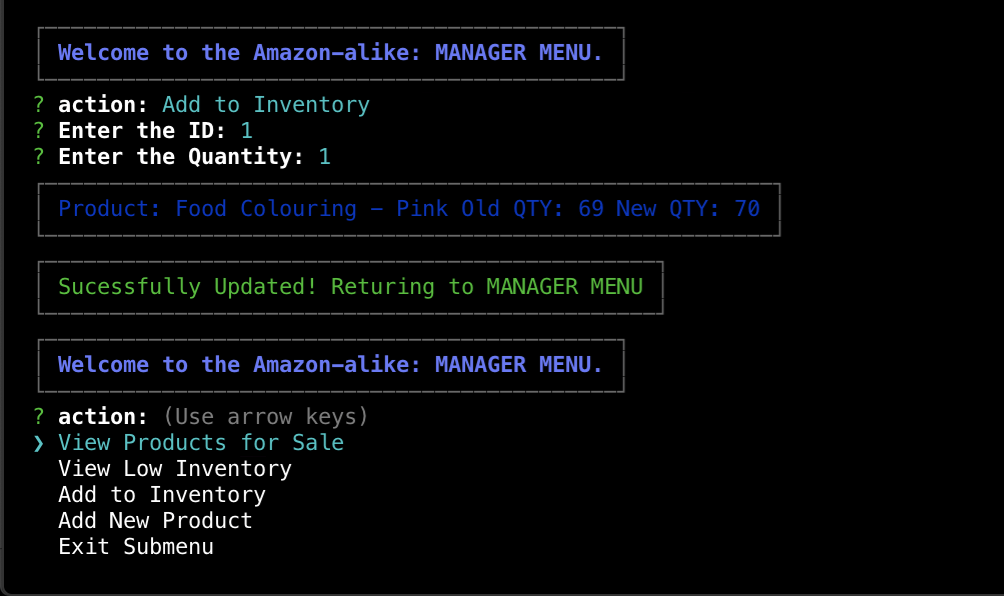 Welcome to the Amazon-alike: MANAGER MENU.
? action: Add to Inventory
? Enter the ID: 1
? Enter the Quantity: 1
Product: Food Colouring - Pink Old QTY: 69 New QTY: 70
Sucessfully Updated! Returing to MANAGER MENU
Welcome to the Amazon-alike: MANAGER MENU.
? action: (Use arrow keys)
❯ View Products for Sale
View Low Inventory
Add to Inventory
Add New Product
Exit Submenu